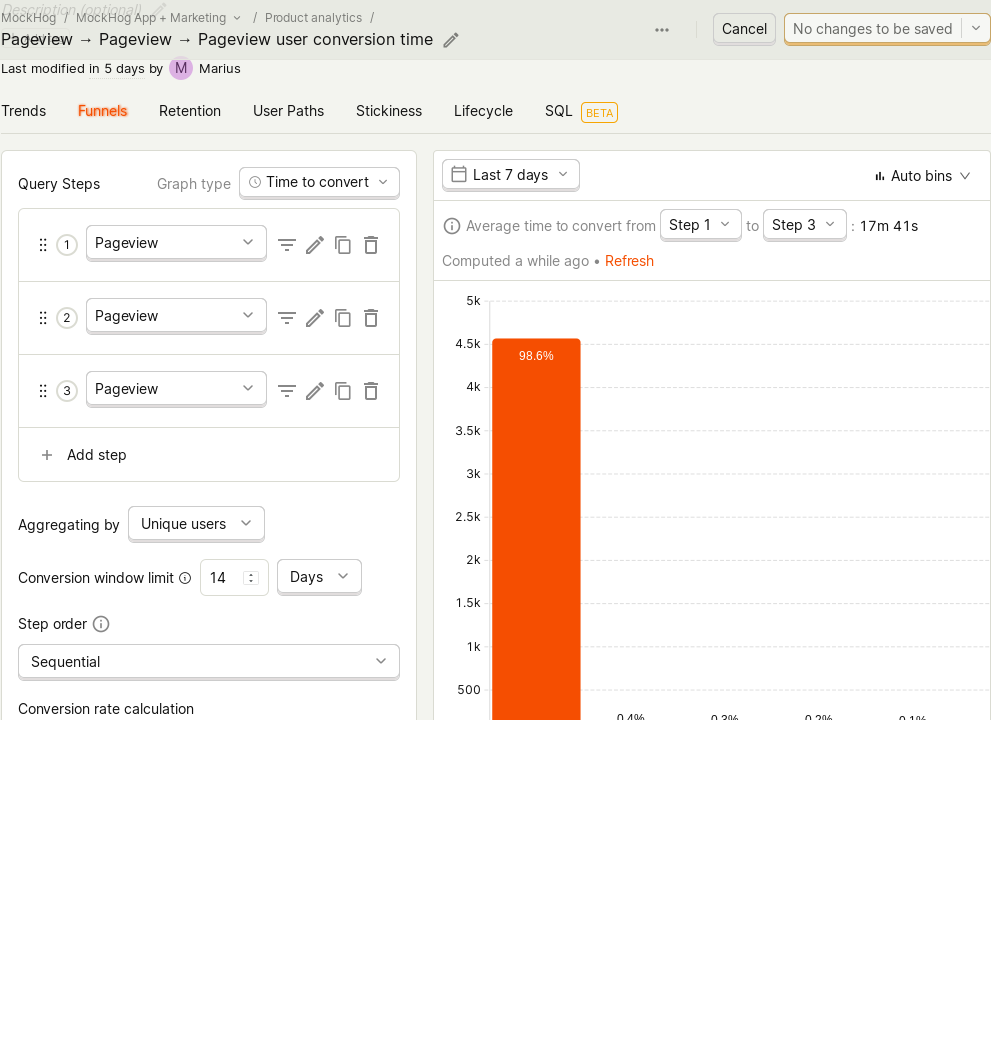 Description (optional)
MockHog / MockHog App + Marketing / Product analytics /
Pageview → Pageview → Pageview user conversion time
Cancel
No changes to be saved
Last modified in 5 days by M Marius
Trends Funnels Retention User Paths Stickiness Lifecycle SQL BETA
Query Steps Graph type Time to convert
1 Pageview
2 Pageview
3 Pageview
+ Add step
Aggregating by Unique users
Conversion window limit 14 Days
Step order
Sequential
Conversion rate calculation
Last 7 days
Auto bins
Average time to convert from Step 1 to Step 3 : 17m 41s
Computed a while ago • Refresh
5k
4.5k
98.6%
4k
3.5k
3k
2.5k
2k
1.5k
1k
500
0.4% 0.3% 0.2% 0.1%